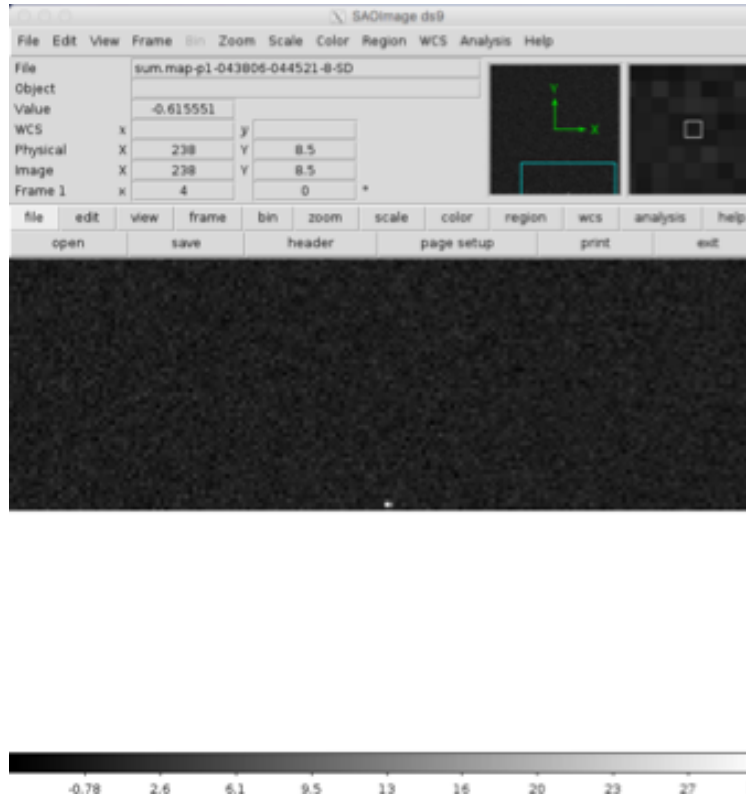 SAOImage ds9
File Edit View Frame Bin Zoom Scale Color Region WCS Analysis Help
File sum.map-p1-043806-044521-8-SD
Object
Value -0.615551
WCS x y
Physical X 238 Y 8.5
Image X 238 Y 8.5
Frame 1 x 4 0 °
Y
X
file edit view frame bin zoom scale color region wcs analysis help
open save header page setup print exit
-0.78 2.6 6.1 9.5 13 16 20 23 27